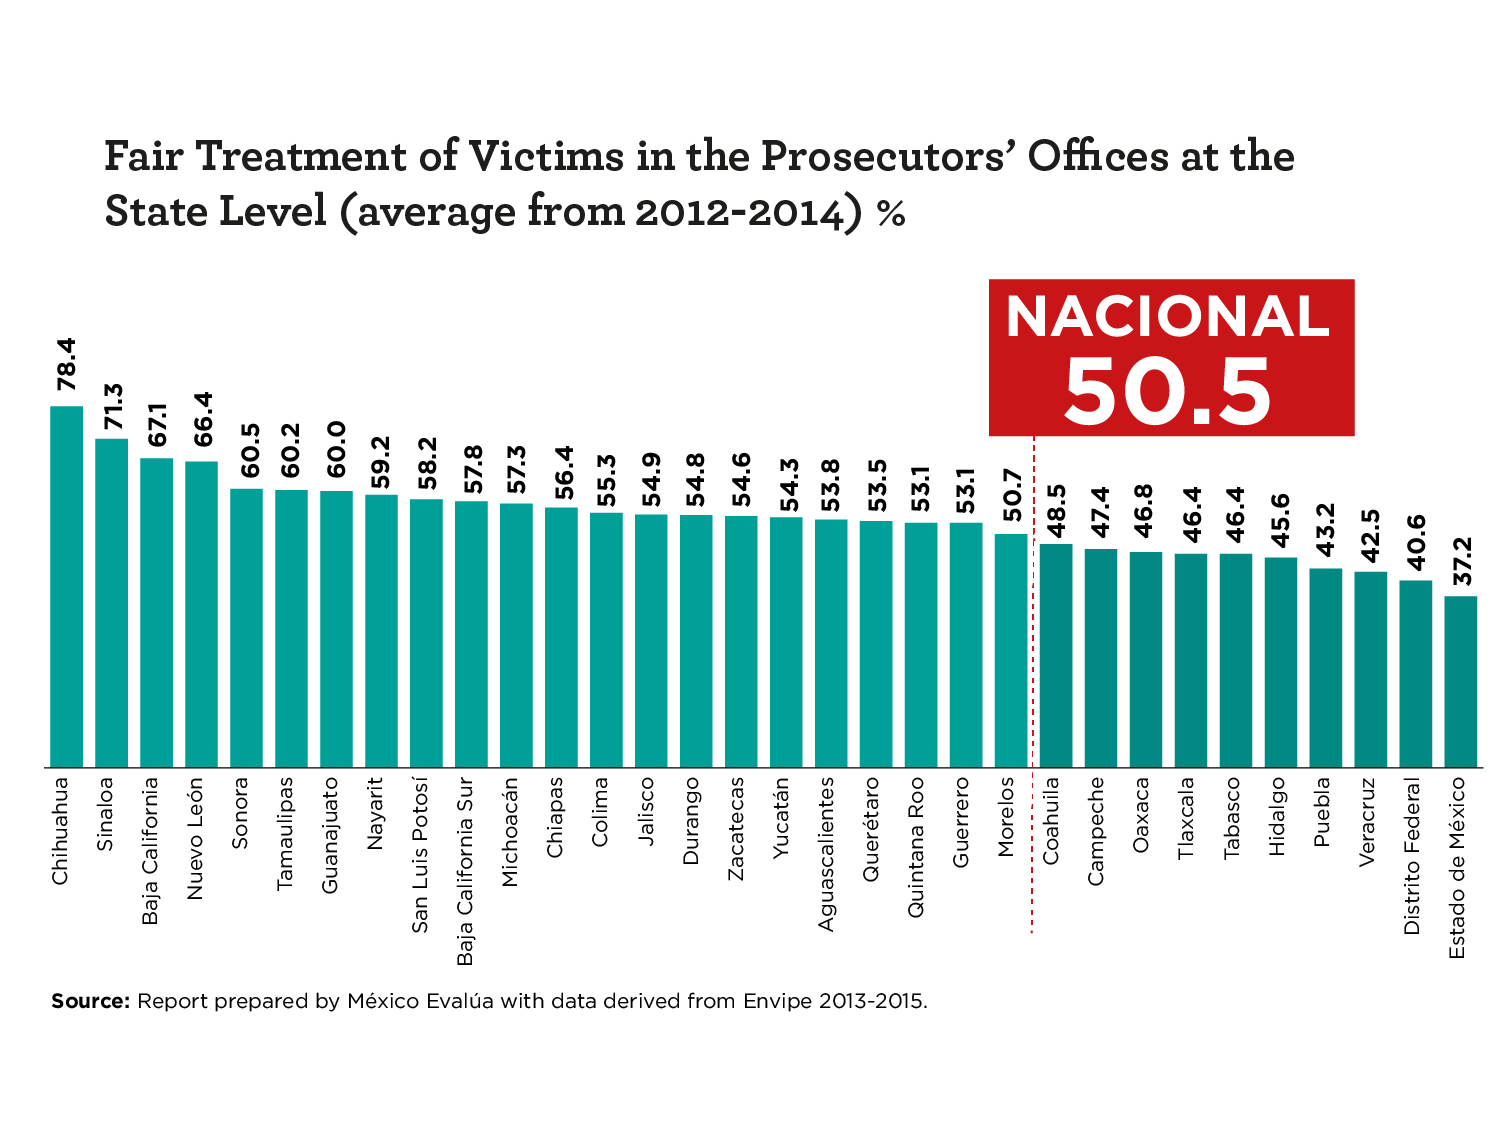 Fair Treatment of Victims in the Prosecutors’ Offices at the
State Level (average from 2012-2014) %
NACIONAL
50.5
78.4
71.3
67.1
66.4
60.5
60.2
60.0
59.2
58.2
57.8
57.3
56.4
55.3
54.9
54.8
54.6
54.3
53.8
53.5
53.1
53.1
50.7
48.5
47.4
46.8
46.4
46.4
45.6
43.2
42.5
40.6
37.2
Chihuahua
Sinaloa
Baja California
Nuevo León
Sonora
Tamaulipas
Guanajuato
Nayarit
San Luis Potosí
Baja California Sur
Michoacán
Chiapas
Colima
Jalisco
Durango
Zacatecas
Yucatán
Aguascalientes
Querétaro
Quintana Roo
Guerrero
Morelos
Coahuila
Campeche
Oaxaca
Tlaxcala
Tabasco
Hidalgo
Puebla
Veracruz
Distrito Federal
Estado de México
Source: Report prepared by México Evalúa with data derived from Envipe 2013-2015.